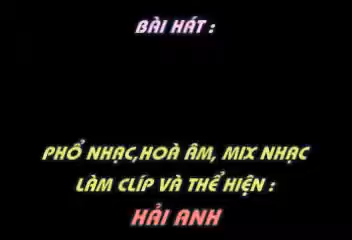 BÀI HÁT :
PHỔ NHẠC,HOÀ ÂM, MIX NHẠC
LÀM CLÍP VÀ THỂ HIỆN :
HẢI ANH